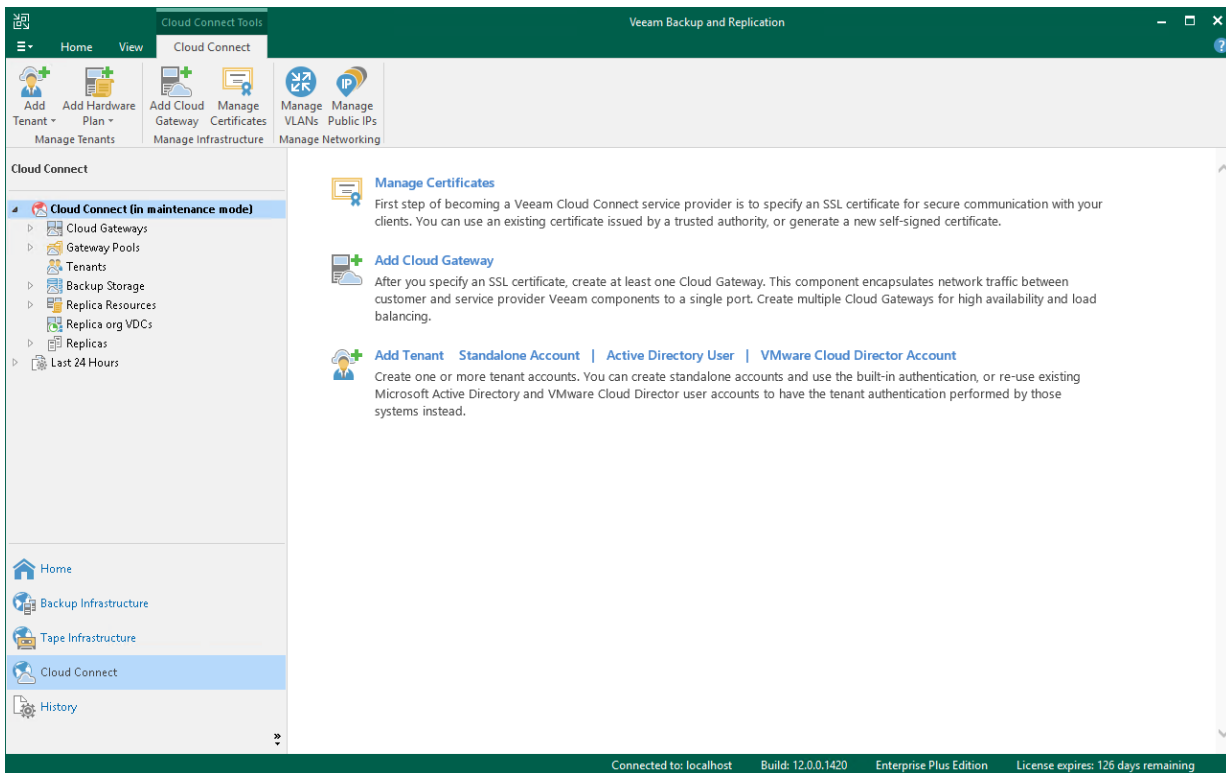 Cloud Connect Tools
Veeam Backup and Replication
Home View Cloud Connect
Add Tenant
Add Hardware Plan
Add Cloud Gateway
Manage Certificates
Manage VLANs
Manage Public IPs
IP
Manage Tenants
Manage Infrastructure
Manage Networking
Cloud Connect
Cloud Connect (in maintenance mode)
Cloud Gateways
Gateway Pools
Tenants
Backup Storage
Replica Resources
Replica org VDCs
Replicas
Last 24 Hours
Home
Backup Infrastructure
Tape Infrastructure
Cloud Connect
History
Manage Certificates
First step of becoming a Veeam Cloud Connect service provider is to specify an SSL certificate for secure communication with your
clients. You can use an existing certificate issued by a trusted authority, or generate a new self-signed certificate.
Add Cloud Gateway
After you specify an SSL certificate, create at least one Cloud Gateway. This component encapsulates network traffic between
customer and service provider Veeam components to a single port. Create multiple Cloud Gateways for high availability and load
balancing.
Add Tenant Standalone Account | Active Directory User | VMware Cloud Director Account
Create one or more tenant accounts. You can create standalone accounts and use the built-in authentication, or re-use existing
Microsoft Active Directory and VMware Cloud Director user accounts to have the tenant authentication performed by those
systems instead.
Connected to: localhost Build: 12.0.0.1420 Enterprise Plus Edition License expires: 126 days remaining